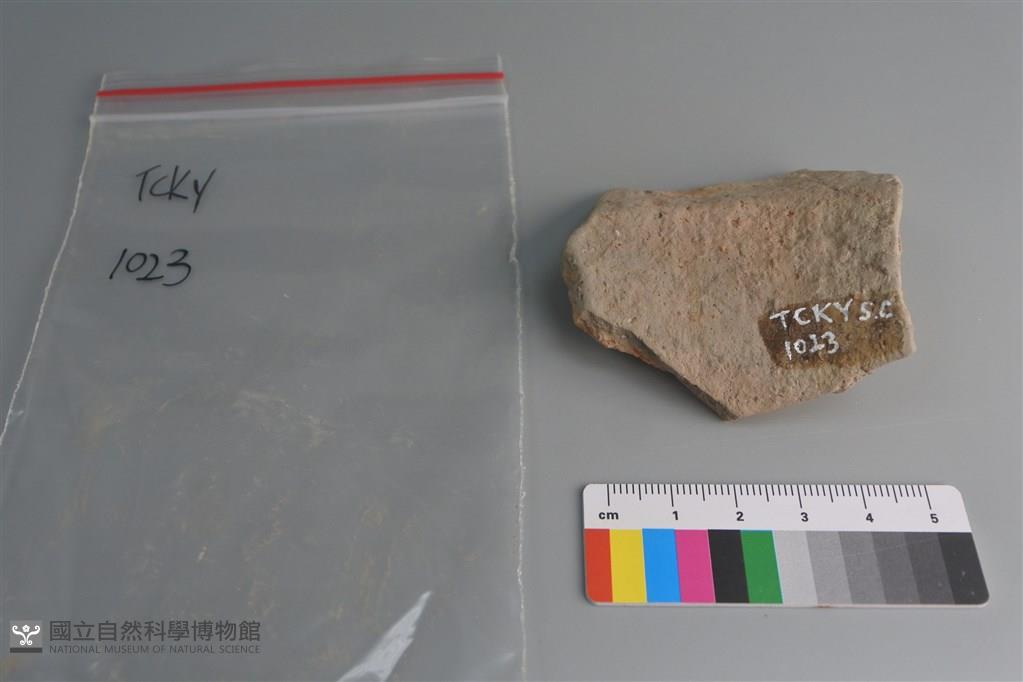 TCKY
1023
TCKY S.C
1023
cm 1 2 3 4 5
國立自然科學博物館
NATIONAL MUSEUM OF NATURAL SCIENCE